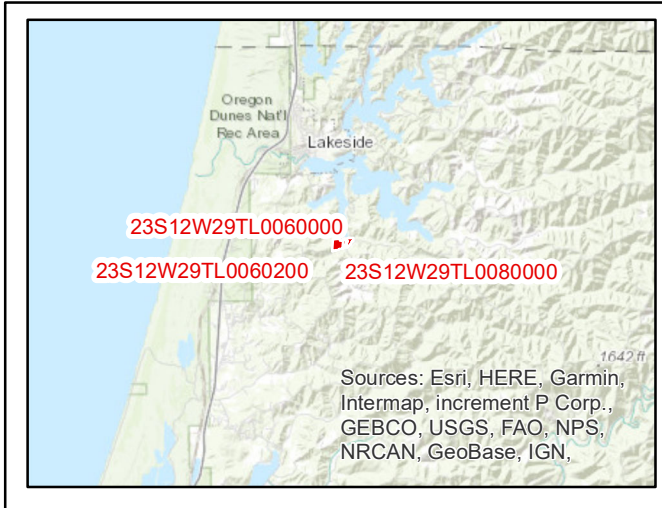 Oregon
Dunes Nat'l
Rec Area
Lakeside
23S12W29TL0060000
23S12W29TL0060200
23S12W29TL0080000
1642 ft
Sources: Esri, HERE, Garmin,
Intermap, increment P Corp.,
GEBCO, USGS, FAO, NPS,
NRCAN, GeoBase, IGN,